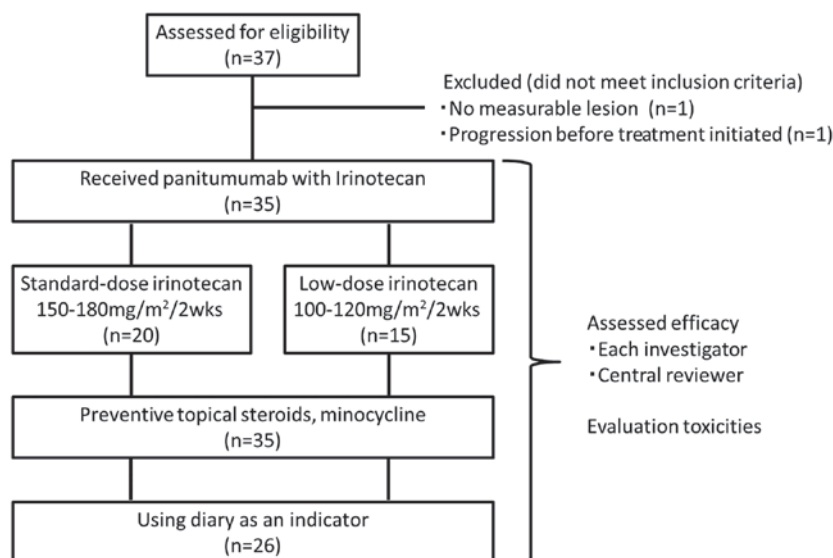 Assessed for eligibility
(n=37)
Excluded (did not meet inclusion criteria)
・No measurable lesion (n=1)
・Progression before treatment initiated (n=1)
Received panitumumab with Irinotecan
(n=35)
Standard-dose irinotecan
150-180mg/m²/2wks
(n=20)
Low-dose irinotecan
100-120mg/m²/2wks
(n=15)
Assessed efficacy
・Each investigator
・Central reviewer
Evaluation toxicities
Preventive topical steroids, minocycline
(n=35)
Using diary as an indicator
(n=26)